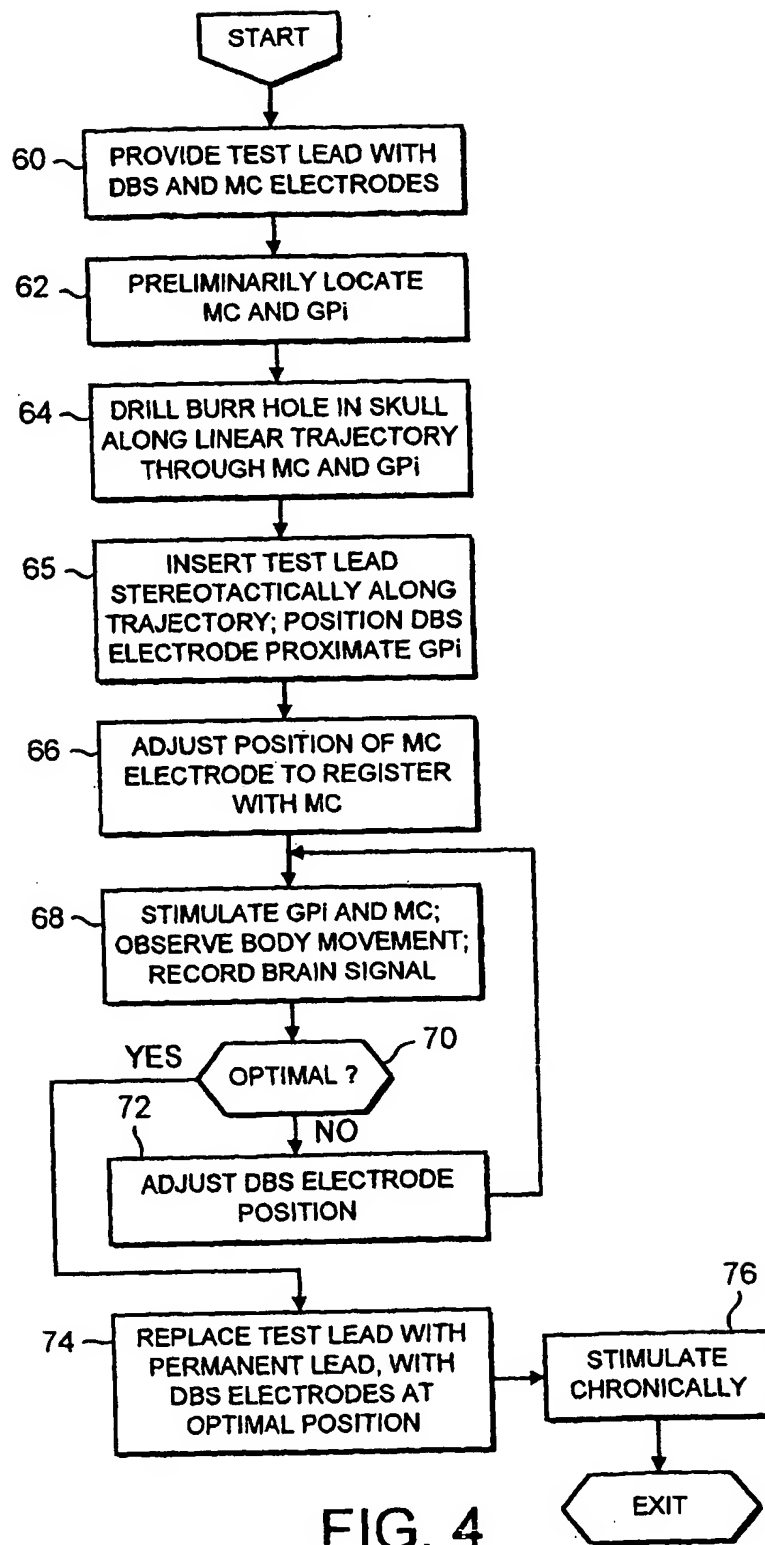 START
60
PROVIDE TEST LEAD WITH
DBS AND MC ELECTRODES
62
PRELIMINARILY LOCATE
MC AND GPi
64
DRILL BURR HOLE IN SKULL
ALONG LINEAR TRAJECTORY
THROUGH MC AND GPi
65
INSERT TEST LEAD
STEREOTACTICALLY ALONG
TRAJECTORY; POSITION DBS
ELECTRODE PROXIMATE GPi
66
ADJUST POSITION OF MC
ELECTRODE TO REGISTER
WITH MC
68
STIMULATE GPi AND MC;
OBSERVE BODY MOVEMENT;
RECORD BRAIN SIGNAL
YES
70
OPTIMAL ?
72
NO
ADJUST DBS ELECTRODE
POSITION
74
REPLACE TEST LEAD WITH
PERMANENT LEAD, WITH
DBS ELECTRODES AT
OPTIMAL POSITION
76
STIMULATE
CHRONICALLY
EXIT
FIG. 4